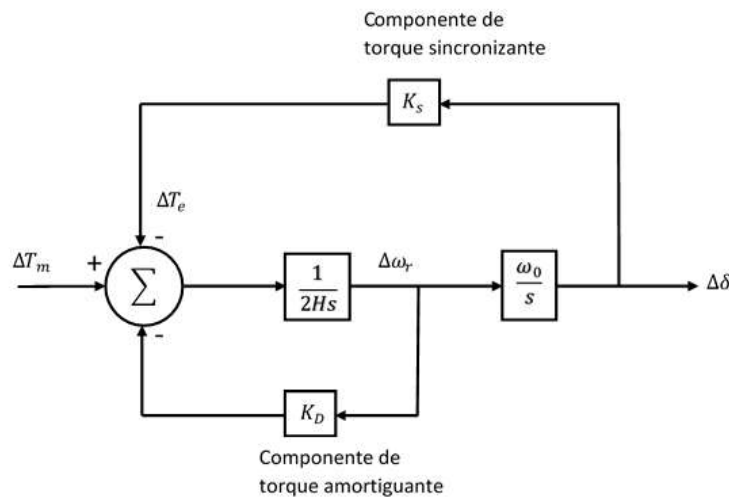 Componente de
torque sincronizante
K_s
ΔT_e
-
ΔT_m
+
∑
1
2Hs
Δω_r
ω_0
s
Δδ
-
K_D
Componente de
torque amortiguante